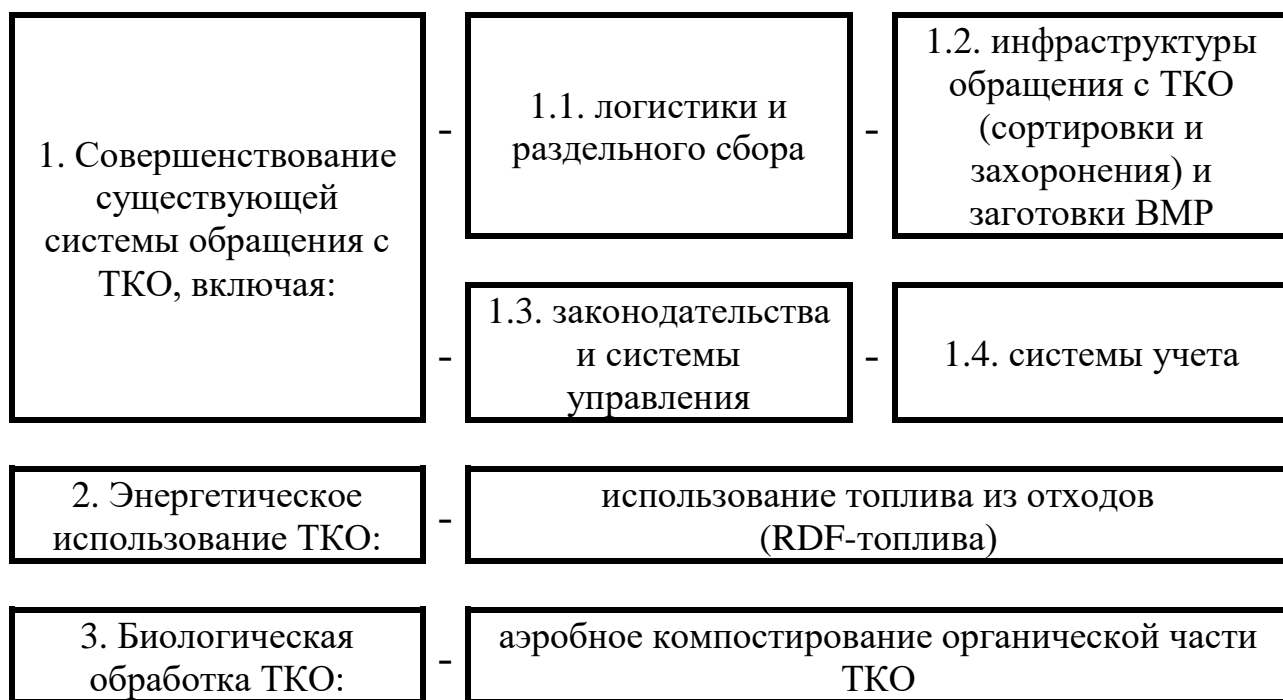 1. Совершенствование
существующей
системы обращения с
ТКО, включая:
-
1.1. логистики и
раздельного сбора
-
1.2. инфраструктуры
обращения с ТКО
(сортировки и
захоронения) и
заготовки ВМР
-
1.3. законодательства
и системы
управления
-
1.4. системы учета
2. Энергетическое
использование ТКО:
-
использование топлива из отходов
(RDF-топлива)
3. Биологическая
обработка ТКО:
-
аэробное компостирование органической части
ТКО